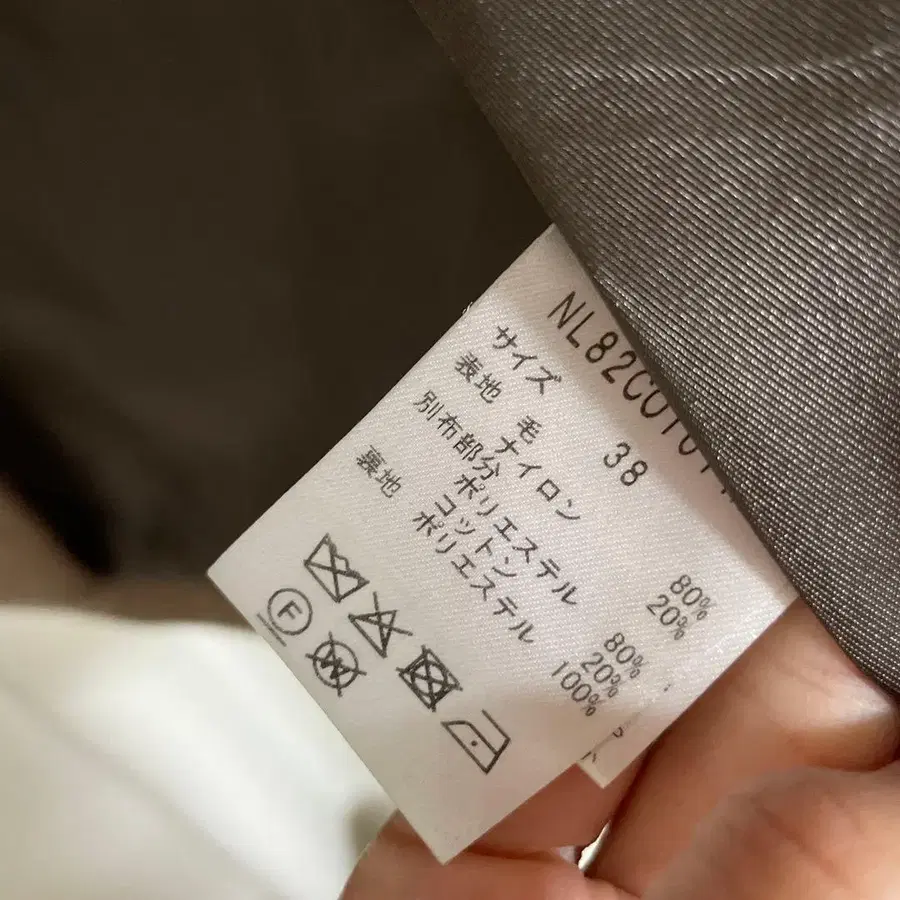 NL82C0101
サイズ 38
表地 毛 80%
ナイロン 20%
別布部分
ポリエステル 80%
コットン 20%
裏地 ポリエステル 100%
F
W